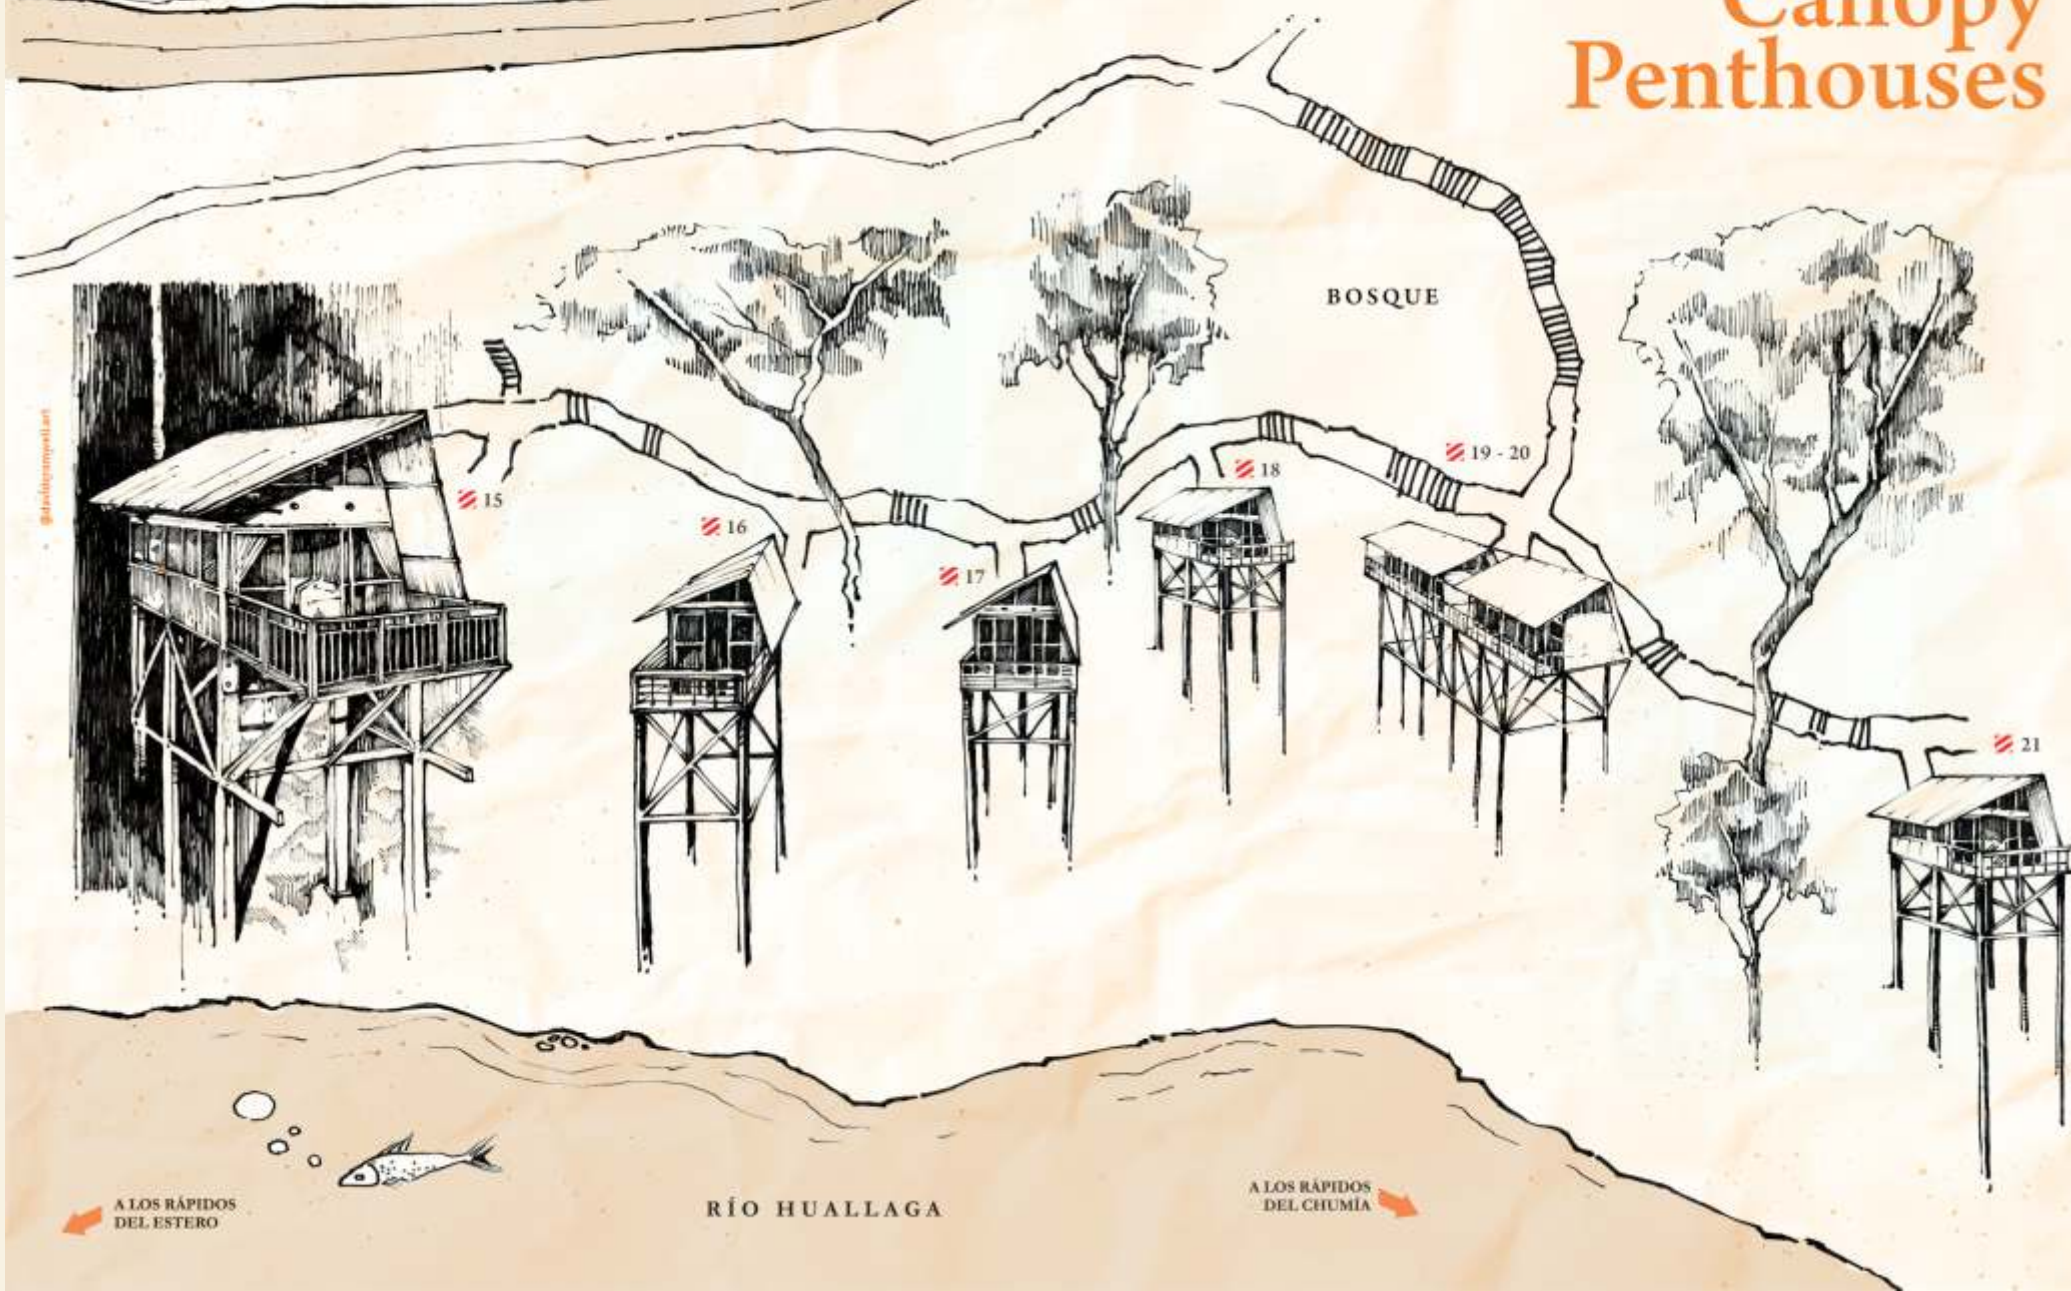 Canopy
Penthouses
BOSQUE
15
16
17
18
19 - 20
21
A LOS RÁPIDOS
DEL ESTERO
RÍO HUALLAGA
A LOS RÁPIDOS
DEL CHUMÍA